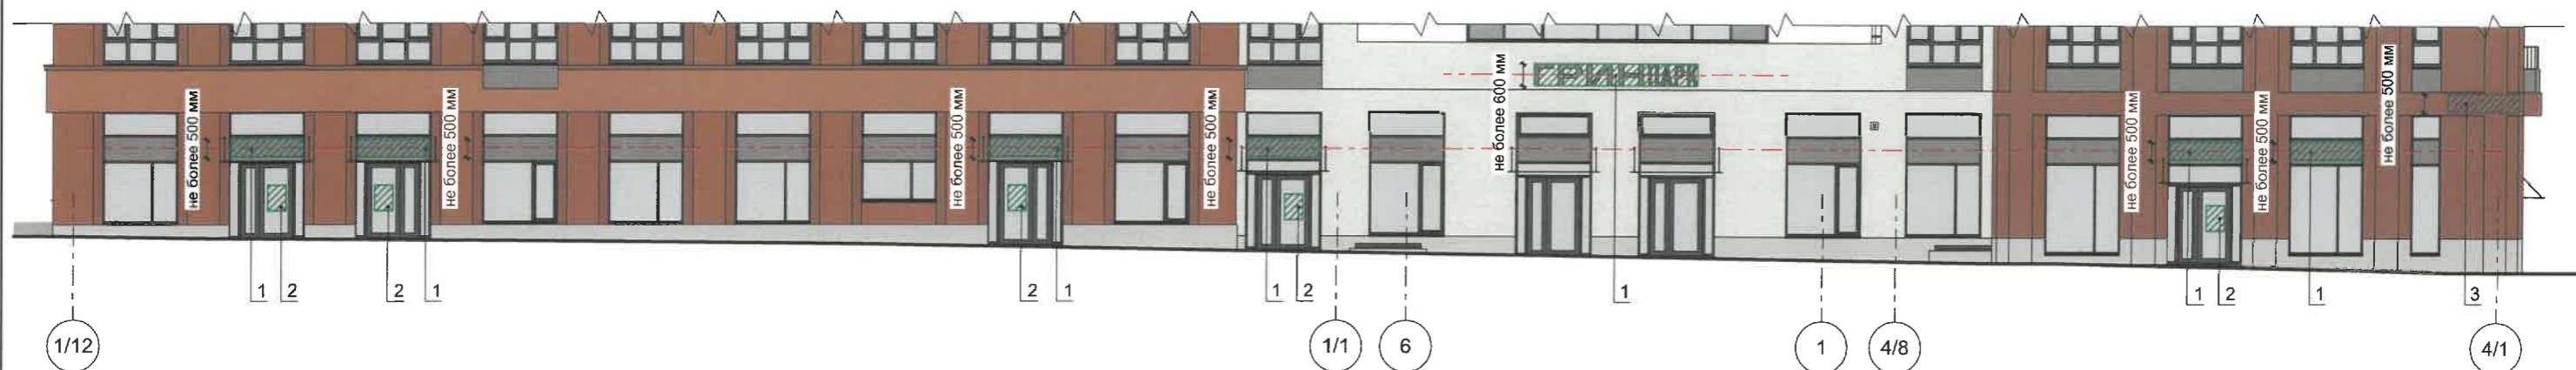 не более 500 мм
не более 500 мм
не более 500 мм
не более 500 мм
не более 600 мм
не более 500 мм
не более 500 мм
не более 500 мм
1 2 2 1 2 1 1 2 1 1 2 1 3
1/12 1/1 6 1 4/8 4/1